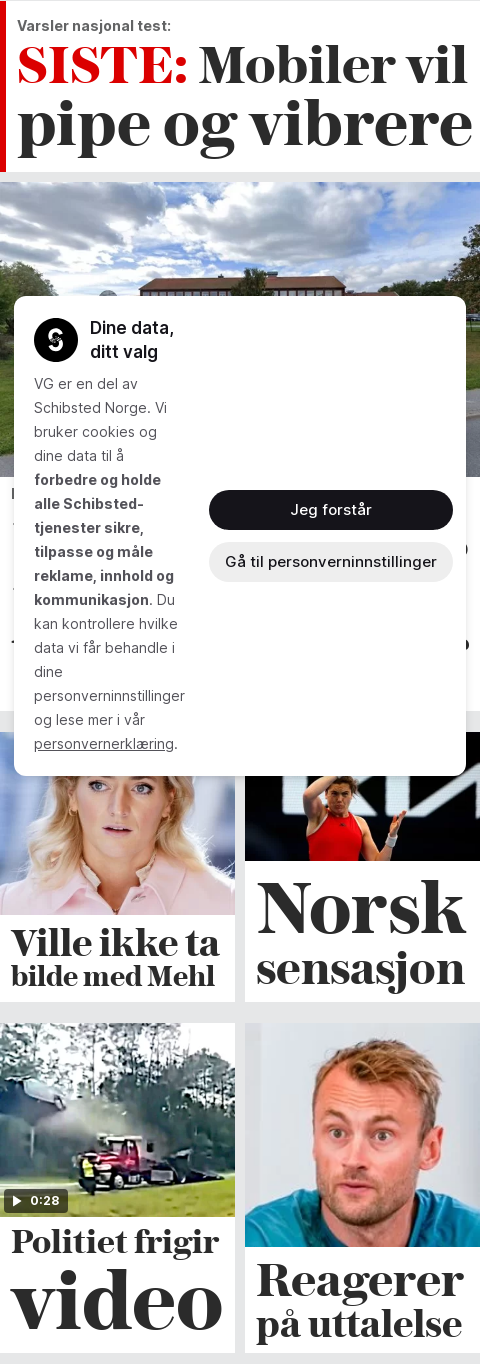 Varsler nasjonal test:
SISTE: Mobiler vil
pipe og vibrere
Dine data,
ditt valg
VG er en del av
Schibsted Norge. Vi
bruker cookies og
dine data til å
forbedre og holde
alle Schibsted-
tjenester sikre,
tilpasse og måle
reklame, innhold og
kommunikasjon. Du
kan kontrollere hvilke
data vi får behandle i
dine
personverninnstillinger
og lese mer i vår
personvernerklæring.
Jeg forstår
Gå til personverninnstillinger
Ville ikke ta
bilde med Mehl
Norsk
sensasjon
0:28
Politiet frigir
video
Reagerer
på uttalelse